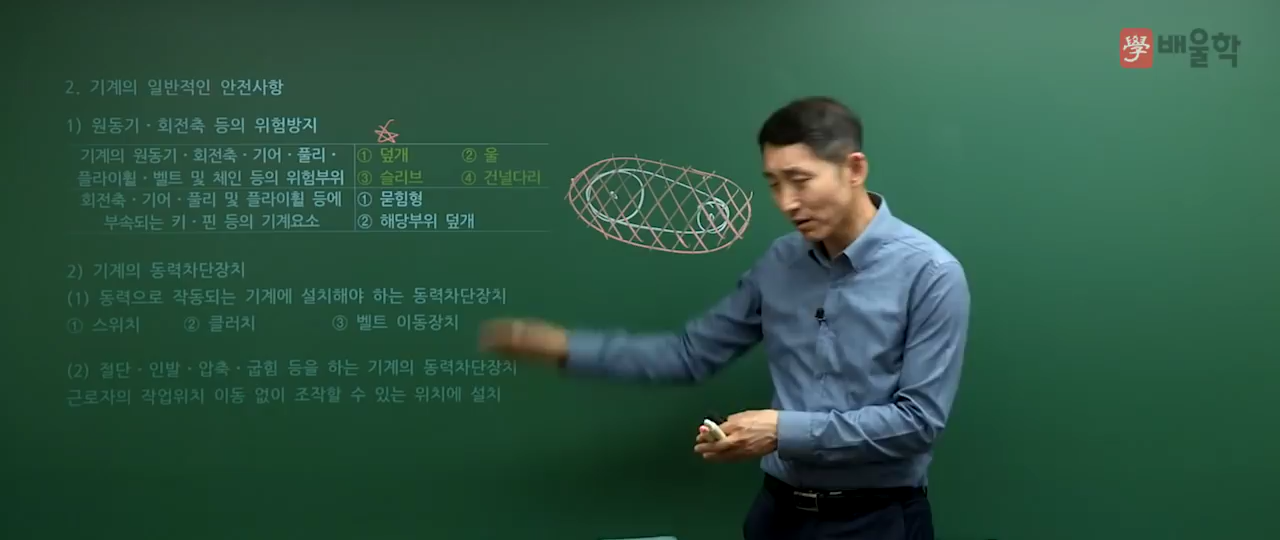 學 배울학
2. 기계의 일반적인 안전사항
1) 원동기·회전축 등의 위험방지
기계의 원동기·회전축·기어·풀리· ① 덮개 ② 울
플라이휠·벨트 및 체인 등의 위험부위 ③ 슬리브 ④ 건널다리
회전축·기어·풀리 및 플라이휠 등에 ① 묻힘형
부속되는 키·핀 등의 기계요소 ② 해당부위 덮개
2) 기계의 동력차단장치
(1) 동력으로 작동되는 기계에 설치해야 하는 동력차단장치
① 스위치 ② 클러치 ③ 벨트 이동장치
(2) 절단·인발·압축·굽힘 등을 하는 기계의 동력차단장치
근로자의 작업위치 이동 없이 조작할 수 있는 위치에 설치